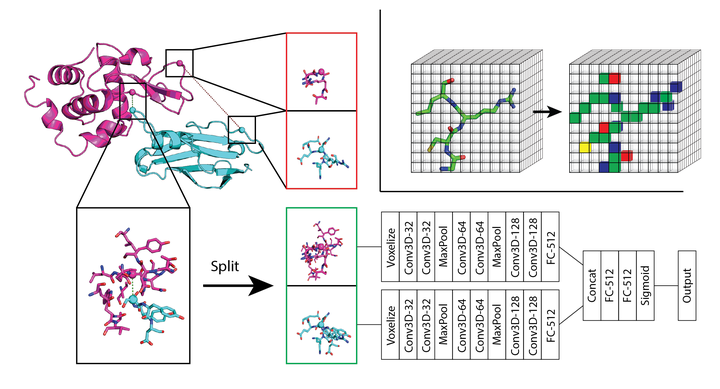 Split
Voxelize
Conv3D-32
Conv3D-32
MaxPool
Conv3D-64
Conv3D-64
MaxPool
Conv3D-128
Conv3D-128
FC-512
Voxelize
Conv3D-32
Conv3D-32
MaxPool
Conv3D-64
Conv3D-64
MaxPool
Conv3D-128
Conv3D-128
FC-512
Concat
FC-512
FC-512
Sigmoid
Output